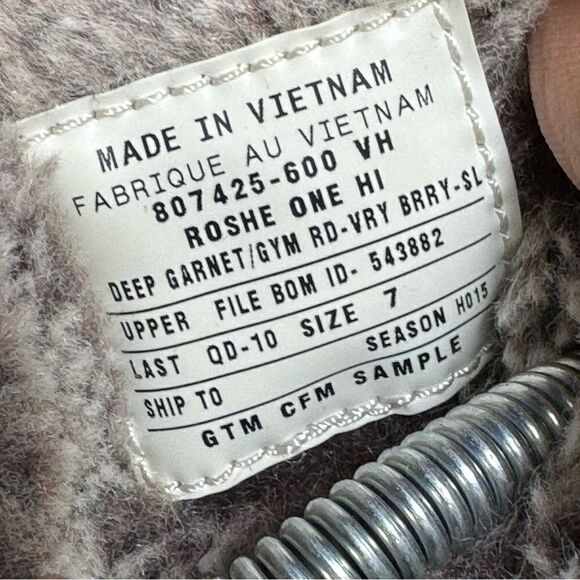 MADE IN VIETNAM
FABRIQUE AU VIETNAM
807425-600 VH
ROSHE ONE HI
DEEP GARNET/GYM RD-VRY BRRY-SL
UPPER FILE BOM ID- 543882
LAST QD-10 SIZE 7
SHIP TO SEASON HO15
GTM CFM SAMPLE